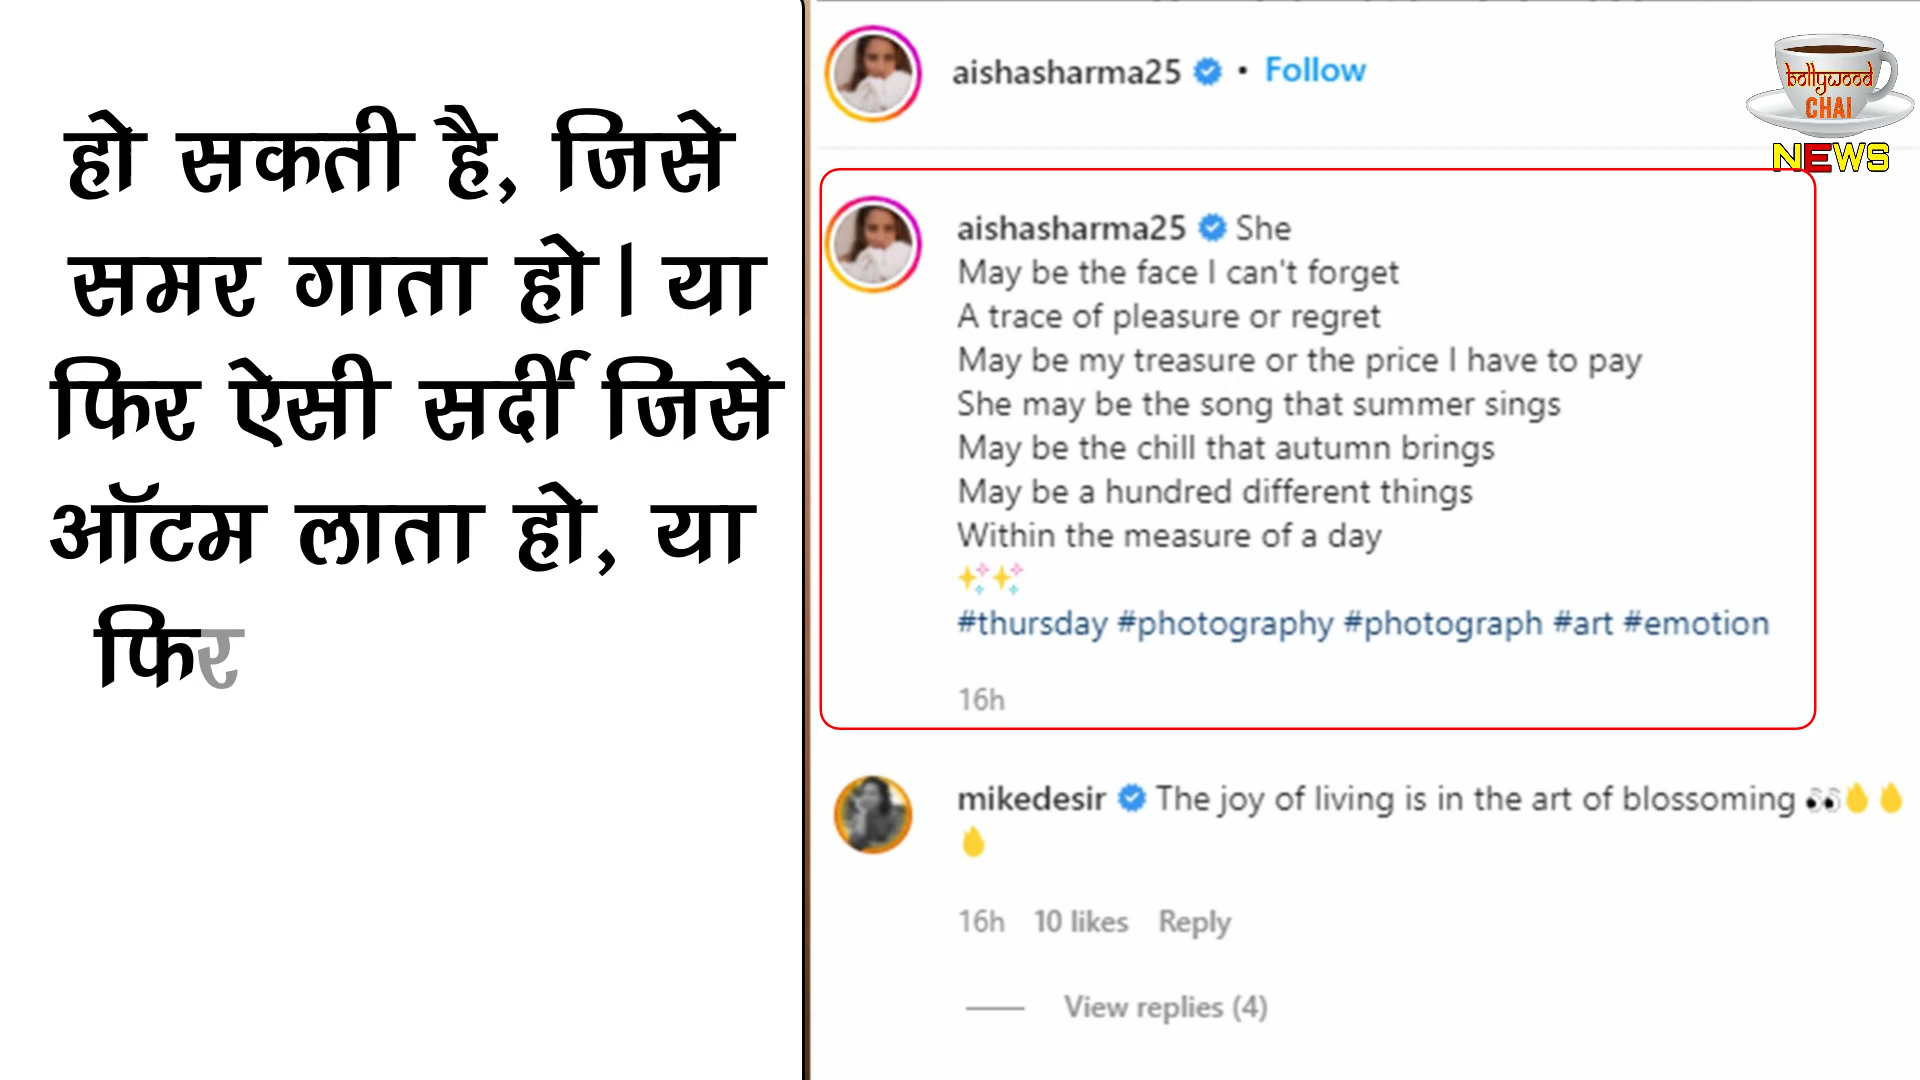 हो सकती है, जिसे
समर गाता हो। या
फिर ऐसी सर्दी जिसे
ऑटम लाता हो, या
फिर
aishasharma25 • Follow
bollywood
CHAI
NEWS
aishasharma25 She
May be the face I can't forget
A trace of pleasure or regret
May be my treasure or the price I have to pay
She may be the song that summer sings
May be the chill that autumn brings
May be a hundred different things
Within the measure of a day
✨✨
#thursday #photography #photograph #art #emotion
16h
mikedesir The joy of living is in the art of blossoming 👀🔥🔥
🔥
16h 10 likes Reply
View replies (4)